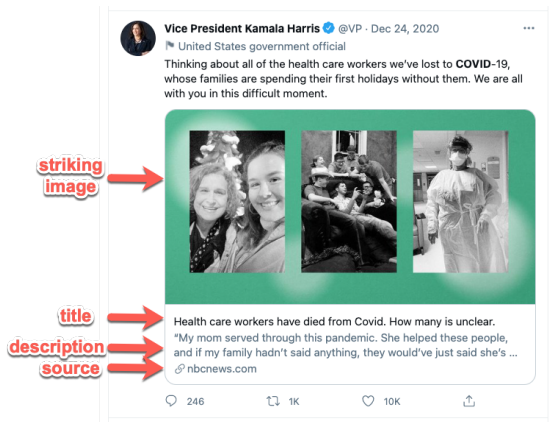 Vice President Kamala Harris @VP · Dec 24, 2020
United States government official
Thinking about all of the health care workers we've lost to COVID-19,
whose families are spending their first holidays without them. We are all
with you in this difficult moment.
striking
image
title
Health care workers have died from Covid. How many is unclear.
description
“My mom served through this pandemic. She helped these people,
and if my family hadn’t said anything, they would’ve just said she’s ...
source
nbcnews.com
246 1K 10K